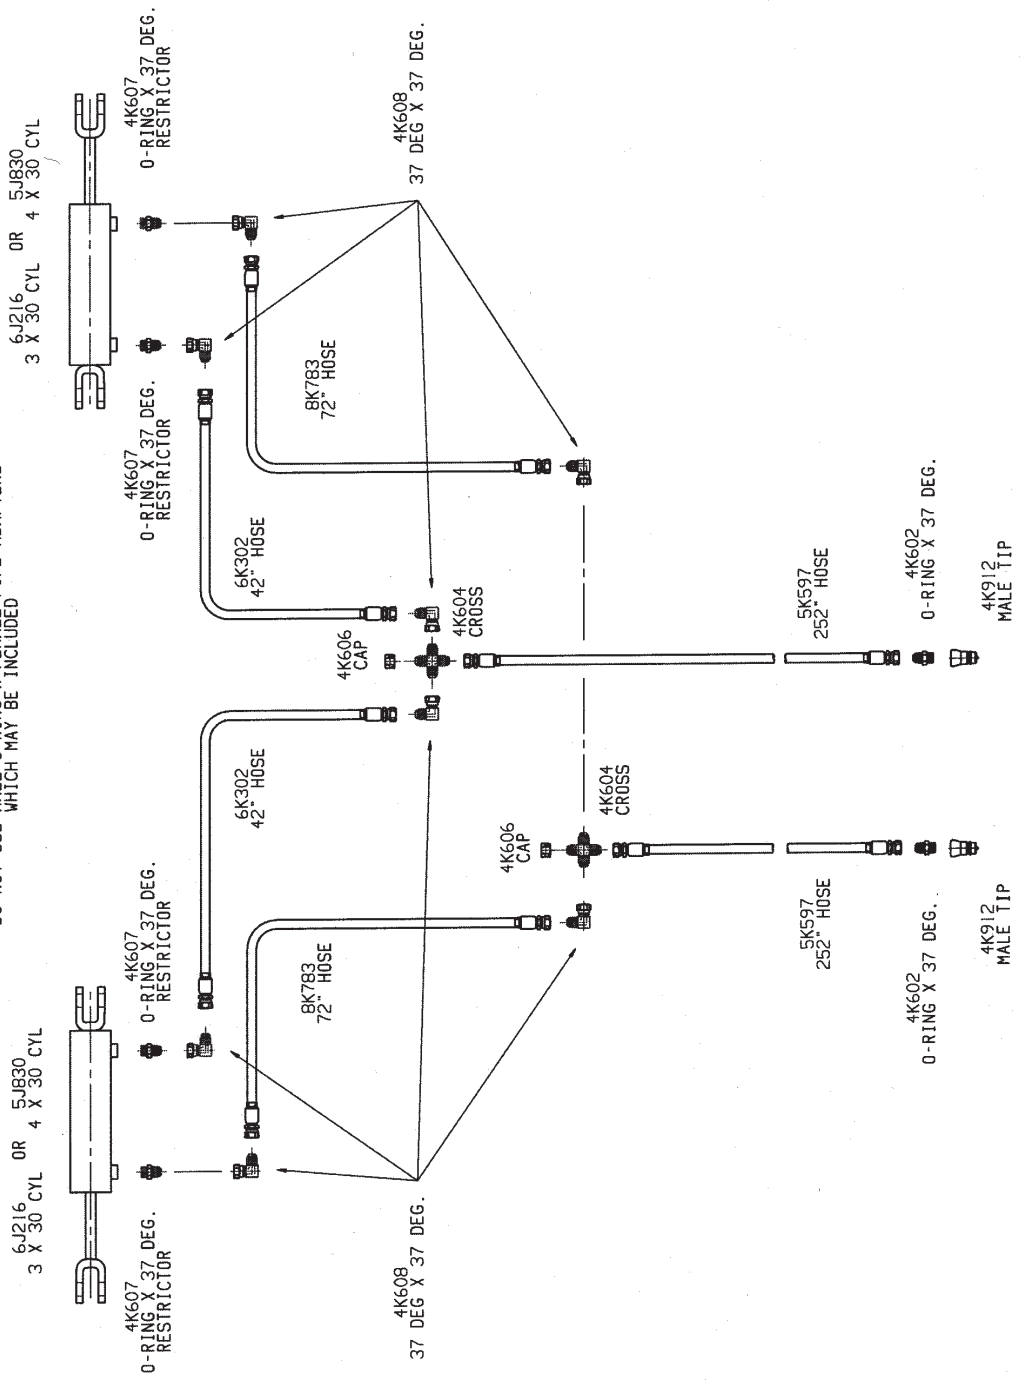 WHICH MAY BE INCLUDED
6J216 OR 5J830
3 X 30 CYL 4 X 30 CYL
6J216 OR 5J830
3 X 30 CYL 4 X 30 CYL
4K607
O-RING X 37 DEG.
RESTRICTOR
4K607
O-RING X 37 DEG.
RESTRICTOR
4K607
O-RING X 37 DEG.
RESTRICTOR
4K607
O-RING X 37 DEG.
RESTRICTOR
6K302
42" HOSE
6K302
42" HOSE
8K783
72" HOSE
8K783
72" HOSE
4K608
37 DEG X 37 DEG.
4K606
CAP
4K604
CROSS
4K608
37 DEG X 37 DEG.
4K606
CAP
4K604
CROSS
5K597
252" HOSE
5K597
252" HOSE
4K602
O-RING X 37 DEG.
4K602
O-RING X 37 DEG.
4K912
MALE TIP
4K912
MALE TIP